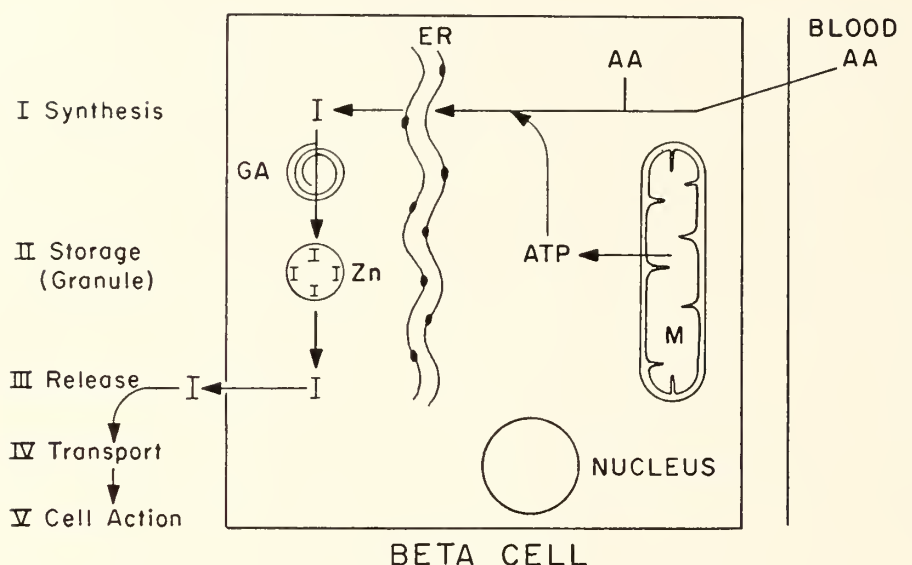 BLOOD
ER
AA
AA
I Synthesis
I
GA
ATP
II Storage
(Granule)
I
I I
I
Zn
M
III Release
I
I
IV Transport
NUCLEUS
V Cell Action
BETA CELL